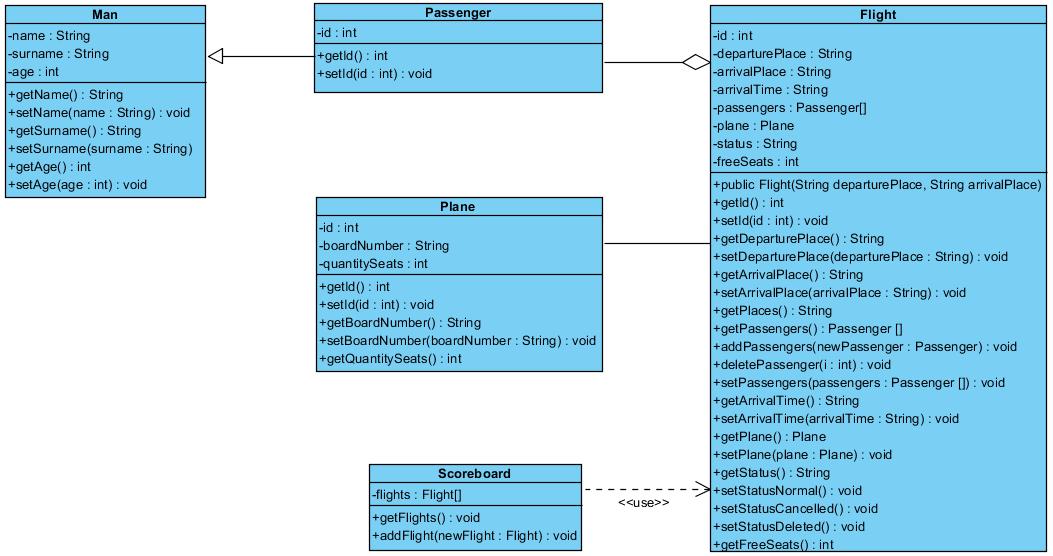 Man
-name : String
-surname : String
-age : int
+getName() : String
+setName(name : String) : void
+getSurname() : String
+setSurname(surname : String)
+getAge() : int
+setAge(age : int) : void
Passenger
-id : int
+getId() : int
+setId(id : int) : void
Plane
-id : int
-boardNumber : String
-quantitySeats : int
+getId() : int
+setId(id : int) : void
+getBoardNumber() : String
+setBoardNumber(boardNumber : String) : void
+getQuantitySeats() : int
Scoreboard
-flights : Flight[]
+getFlights() : void
+addFlight(newFlight : Flight) : void
<<use>>
Flight
-id : int
-departurePlace : String
-arrivalPlace : String
-arrivalTime : String
-passengers : Passenger[]
-plane : Plane
-status : String
-freeSeats : int
+public Flight(String departurePlace, String arrivalPlace)
+getId() : int
+setId(id : int) : void
+getDeparturePlace() : String
+setDeparturePlace(departurePlace : String) : void
+getArrivalPlace() : String
+setArrivalPlace(arrivalPlace : String) : void
+getPlaces() : String
+getPassengers() : Passenger []
+addPassengers(newPassenger : Passenger) : void
+deletePassenger(i : int) : void
+setPassengers(passengers : Passenger []) : void
+getArrivalTime() : String
+setArrivalTime(arrivalTime : String) : void
+getPlane() : Plane
+setPlane(plane : Plane) : void
+getStatus() : String
+setStatusNormal() : void
+setStatusCancelled() : void
+setStatusDeleted() : void
+getFreeSeats() : int